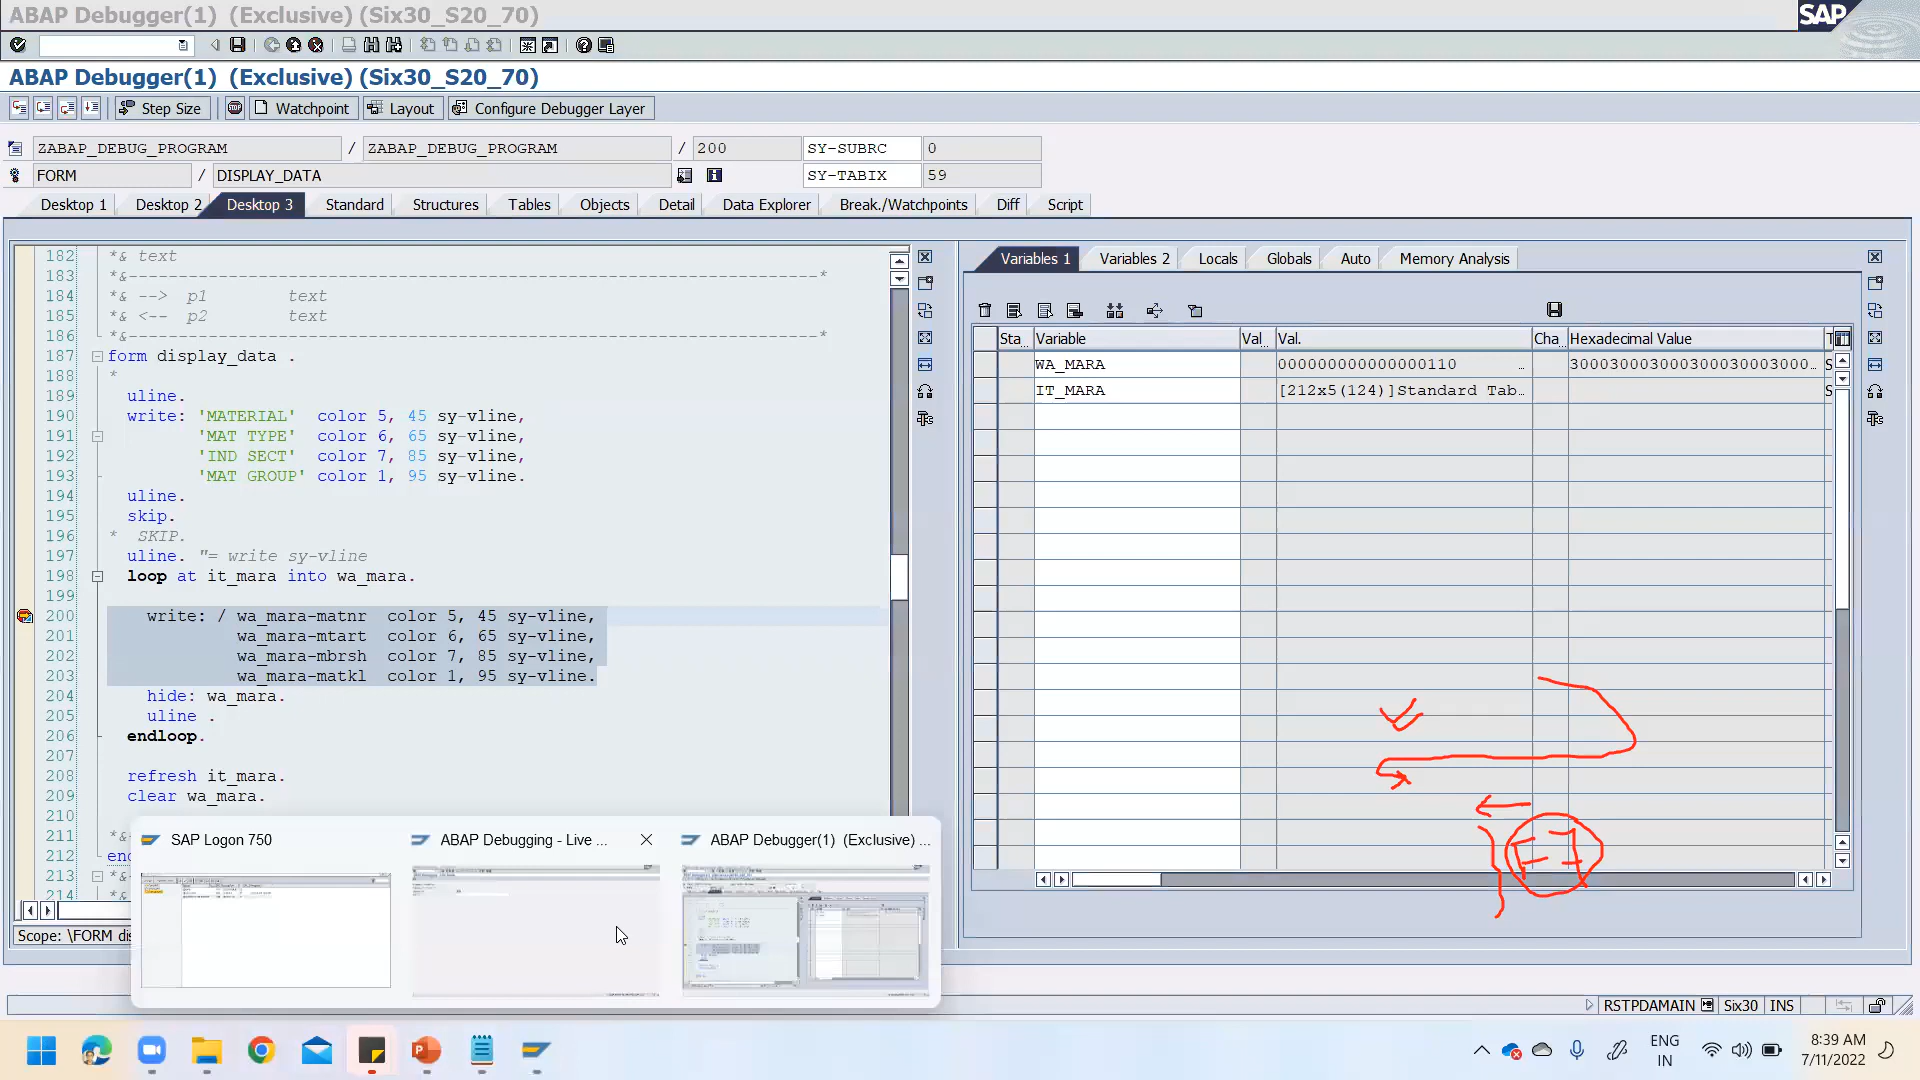 ABAP Debugger(1) (Exclusive) (Six30_S20_70)
SAP
ABAP Debugger(1) (Exclusive) (Six30_S20_70)
Step Size
Watchpoint
Layout
Configure Debugger Layer
ZABAP_DEBUG_PROGRAM / ZABAP_DEBUG_PROGRAM / 200 SY-SUBRC 0
FORM / DISPLAY_DATA SY-TABIX 59
Desktop 1 Desktop 2 Desktop 3 Standard Structures Tables Objects Detail Data Explorer Break./Watchpoints Diff Script
182 *& text
183 *&---------------------------------------------------------------------*
184 *& --> p1 text
185 *& <-- p2 text
186 *&---------------------------------------------------------------------*
187 form display_data .
188 *
189 uline.
190 write: 'MATERIAL' color 5, 45 sy-vline,
191 'MAT TYPE' color 6, 65 sy-vline,
192 'IND SECT' color 7, 85 sy-vline,
193 'MAT GROUP' color 1, 95 sy-vline.
194 uline.
195 skip.
196 * SKIP.
197 uline. "= write sy-vline
198 loop at it_mara into wa_mara.
199
200 write: / wa_mara-matnr color 5, 45 sy-vline,
201 wa_mara-mtart color 6, 65 sy-vline,
202 wa_mara-mbrsh color 7, 85 sy-vline,
203 wa_mara-matkl color 1, 95 sy-vline.
204 hide: wa_mara.
205 uline .
206 endloop.
207
208 refresh it_mara.
209 clear wa_mara.
210
211 *&
212 en
213 *&
214 *&
Scope: \FORM di
Variables 1 Variables 2 Locals Globals Auto Memory Analysis
Sta... Variable Val... Val. Cha... Hexadecimal Value T
WA_MARA 000000000000000110 ... 3000300030003000300030003000... S
IT_MARA [212x5(124)]Standard Tab... S
SAP Logon 750
ABAP Debugging - Live ...
ABAP Debugger(1) (Exclusive) ...
RSTPDAMAIN Six30 INS
ENG
IN
8:39 AM
7/11/2022